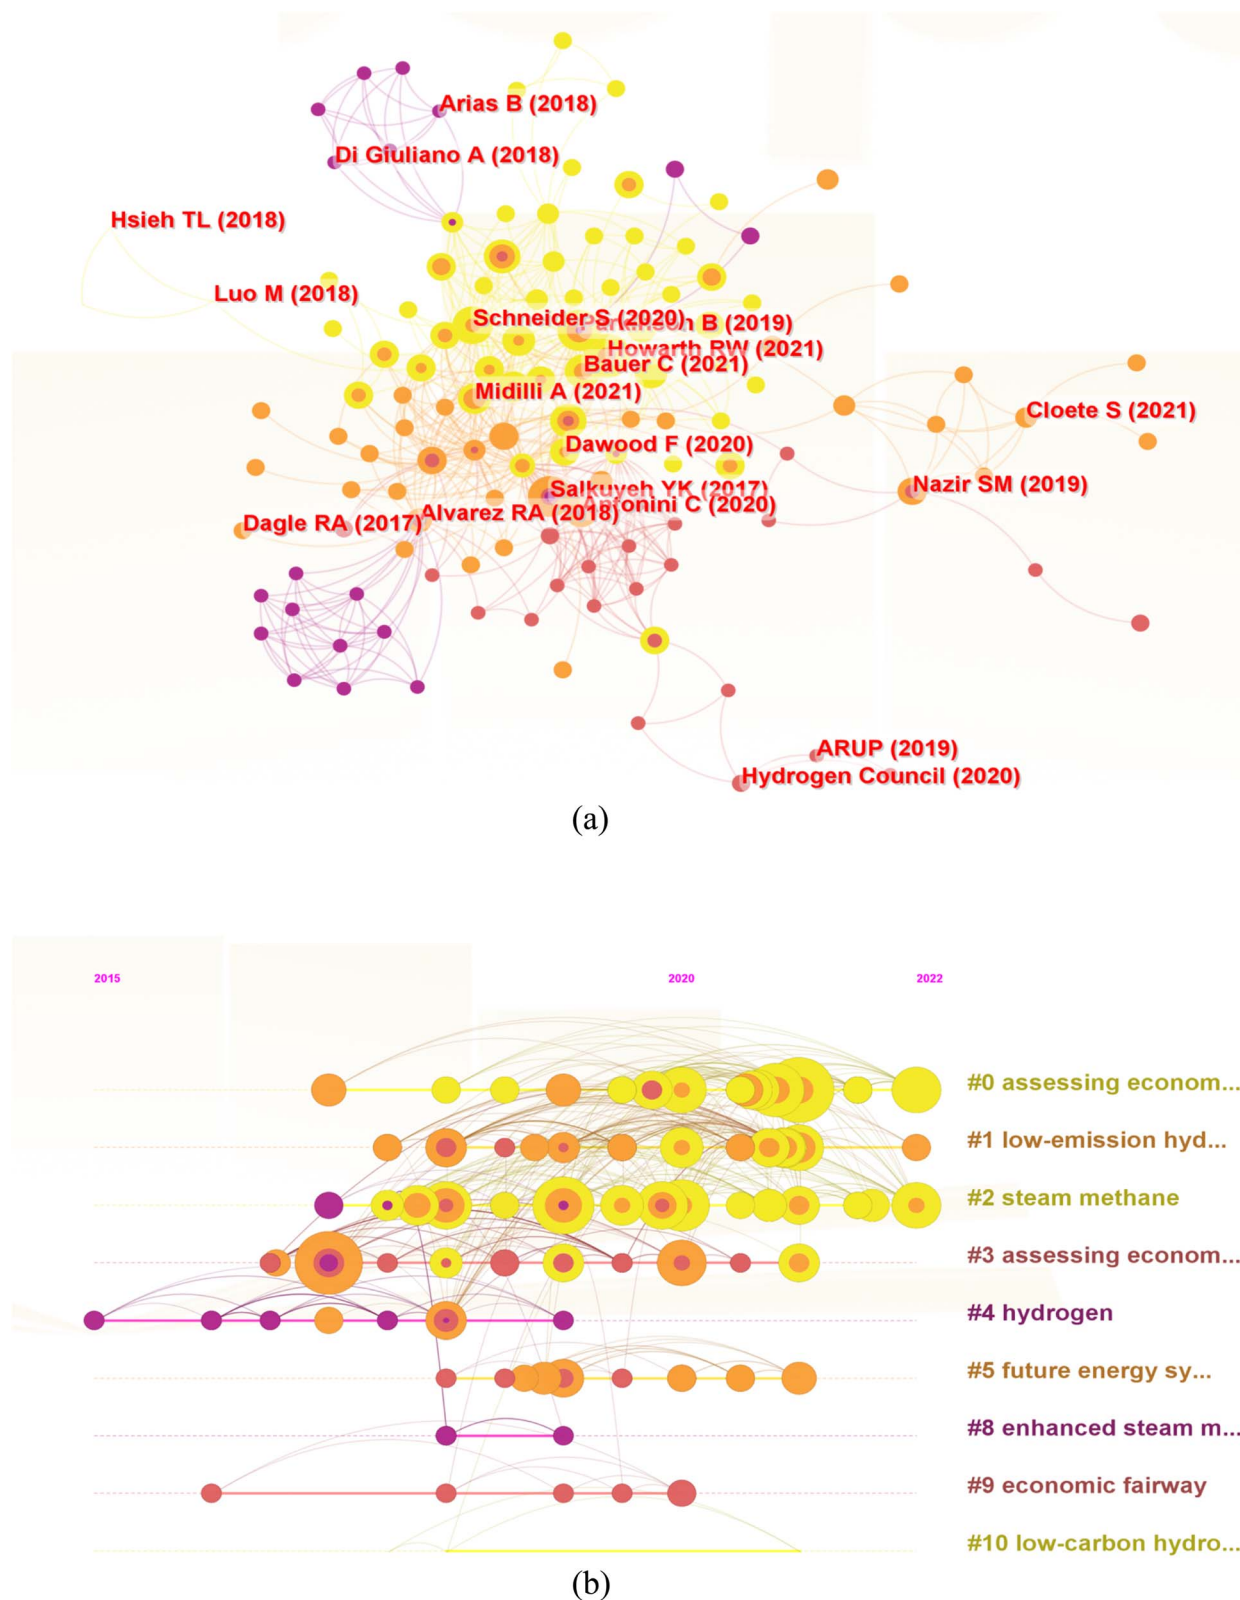 Arias B (2018)
Di Giuliano A (2018)
Hsieh TL (2018)
Luo M (2018)
Schneider S (2020)
Parkinson B (2019)
Howarth RW (2021)
Bauer C (2021)
Midilli A (2021)
Cloete S (2021)
Dawood F (2020)
Nazir SM (2019)
Salkuyeh YK (2017)
Antonini C (2020)
Alvarez RA (2018)
Dagle RA (2017)
ARUP (2019)
Hydrogen Council (2020)
(a)
2015 2020 2022
#0 assessing econom...
#1 low-emission hyd...
#2 steam methane
#3 assessing econom...
#4 hydrogen
#5 future energy sy...
#8 enhanced steam m...
#9 economic fairway
#10 low-carbon hydro...
(b)